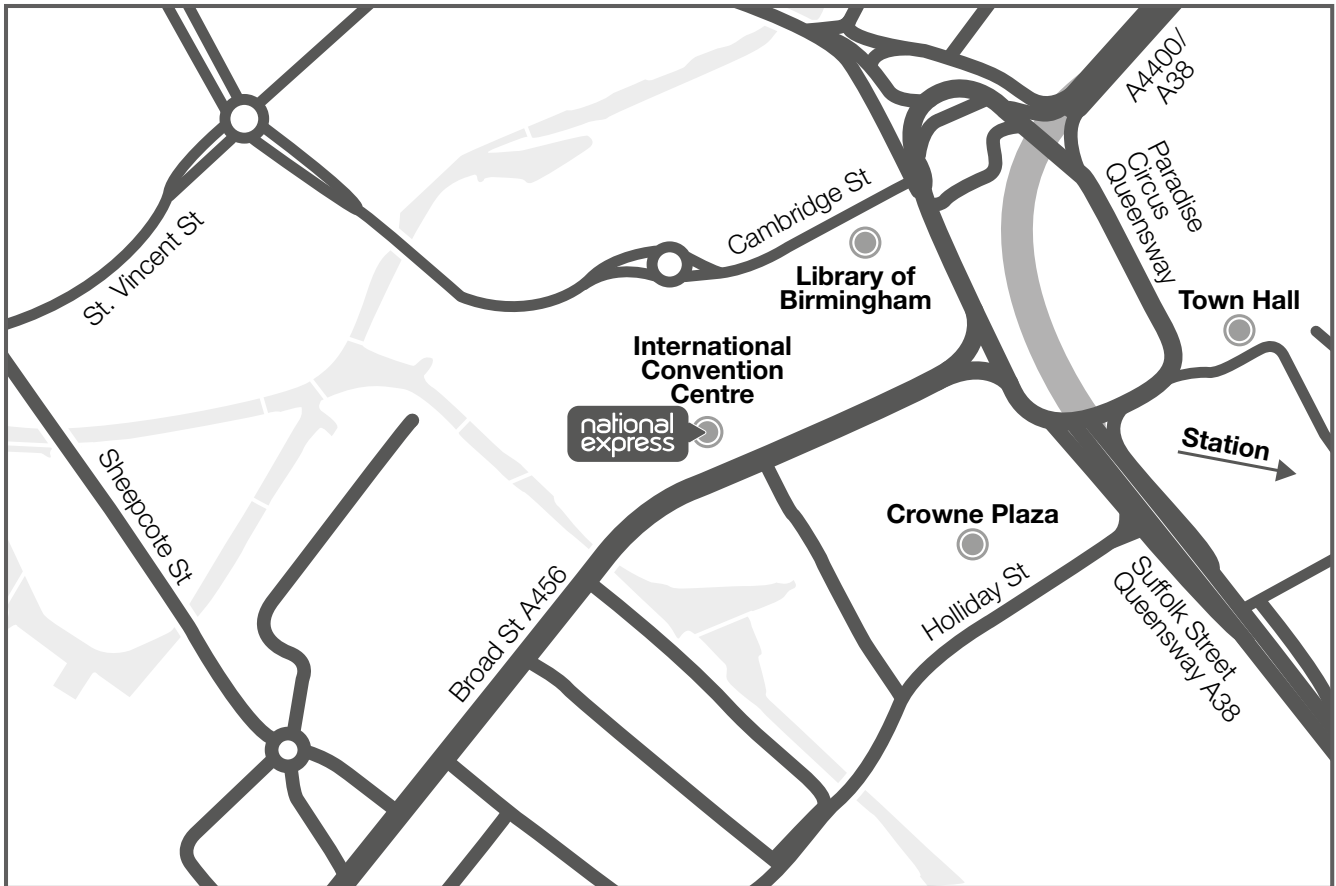 A4400/
A38
Paradise
Circus
Queensway
St. Vincent St
Cambridge St
Library of
Birmingham
Town Hall
International
Convention
Centre
national
express
Station
Sheepcote St
Crowne Plaza
Broad St A456
Holliday St
Suffolk Street
Queensway A38